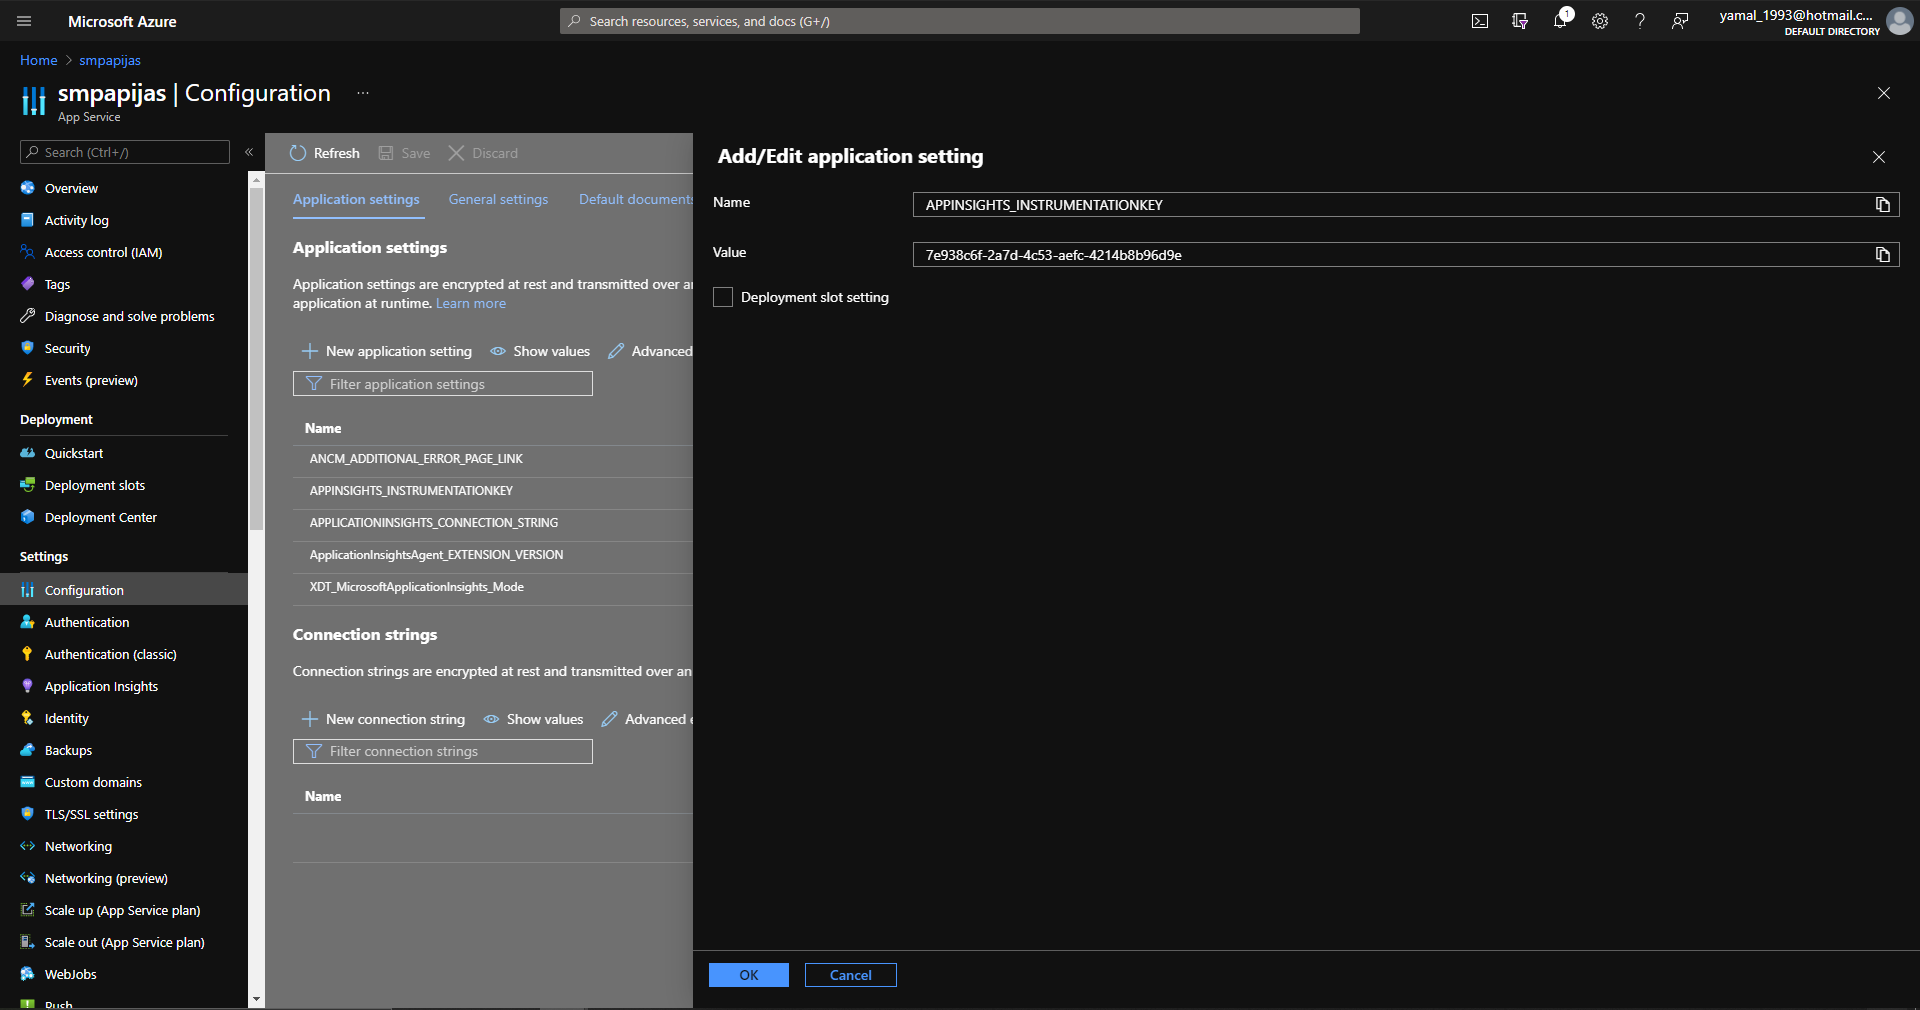 Microsoft Azure
Search resources, services, and docs (G+/)
1
yamal_1993@hotmail.c...
DEFAULT DIRECTORY
Home > smpapijas
smpapijas | Configuration ...
App Service
Search (Ctrl+/)
«
Overview
Activity log
Access control (IAM)
Tags
Diagnose and solve problems
Security
Events (preview)
Deployment
Quickstart
Deployment slots
Deployment Center
Settings
Configuration
Authentication
Authentication (classic)
Application Insights
Identity
Backups
Custom domains
TLS/SSL settings
Networking
Networking (preview)
Scale up (App Service plan)
Scale out (App Service plan)
WebJobs
Push
Refresh Save Discard
Application settings General settings Default documents
Application settings
Application settings are encrypted at rest and transmitted over an
application at runtime. Learn more
New application setting Show values Advanced
Filter application settings
Name
ANCM_ADDITIONAL_ERROR_PAGE_LINK
APPINSIGHTS_INSTRUMENTATIONKEY
APPLICATIONINSIGHTS_CONNECTION_STRING
ApplicationInsightsAgent_EXTENSION_VERSION
XDT_MicrosoftApplicationInsights_Mode
Connection strings
Connection strings are encrypted at rest and transmitted over an
New connection string Show values Advanced e
Filter connection strings
Name
Add/Edit application setting
Name
APPINSIGHTS_INSTRUMENTATIONKEY
Value
7e938c6f-2a7d-4c53-aefc-4214b8b96d9e
Deployment slot setting
OK Cancel